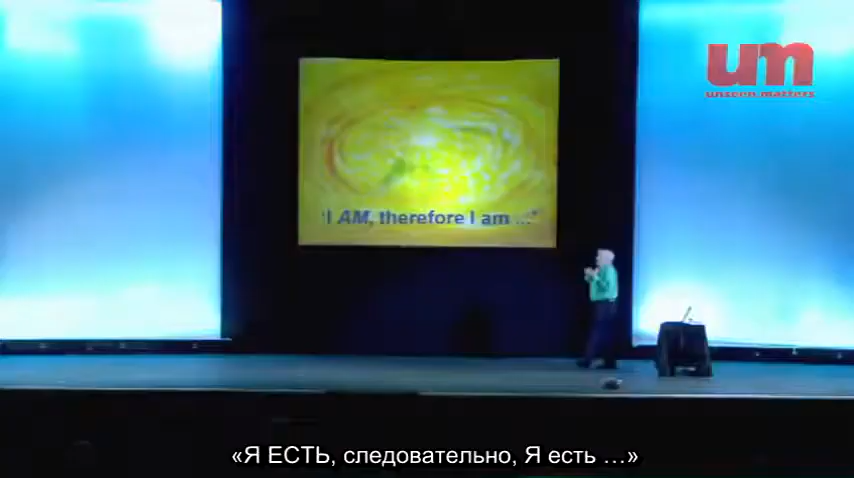 um
unseen matters
'I AM, therefore I am ...'
«Я ЕСТЬ, следовательно, Я есть ...»